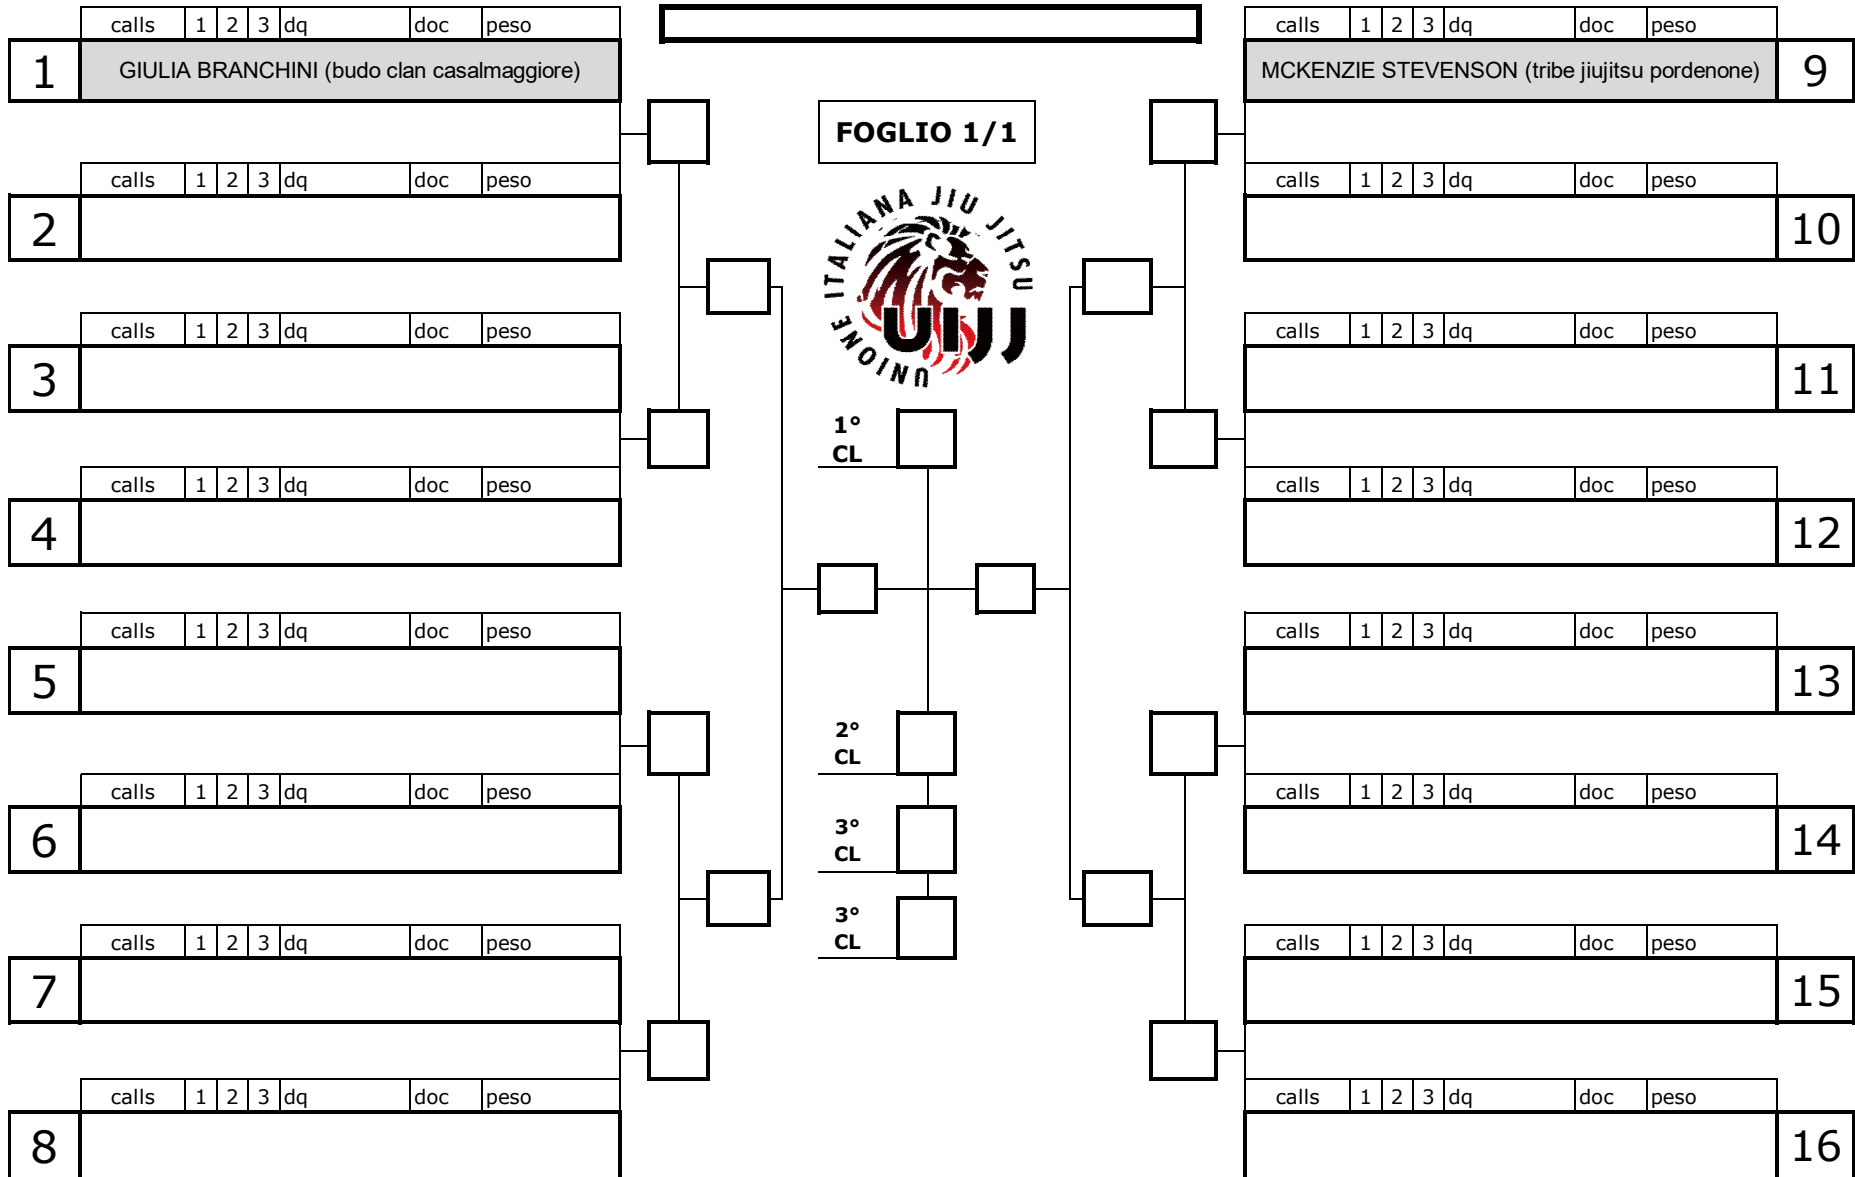 calls 1 2 3 dq doc peso
1 GIULIA BRANCHINI (budo clan casalmaggiore)
calls 1 2 3 dq doc peso
2
calls 1 2 3 dq doc peso
3
calls 1 2 3 dq doc peso
4
calls 1 2 3 dq doc peso
5
calls 1 2 3 dq doc peso
6
calls 1 2 3 dq doc peso
7
calls 1 2 3 dq doc peso
8
FOGLIO 1/1
UNIONE ITALIANA JIU JITSU
UIJJ
1°
CL
2°
CL
3°
CL
3°
CL
calls 1 2 3 dq doc peso
MCKENZIE STEVENSON (tribe jiujitsu pordenone) 9
calls 1 2 3 dq doc peso
10
calls 1 2 3 dq doc peso
11
calls 1 2 3 dq doc peso
12
calls 1 2 3 dq doc peso
13
calls 1 2 3 dq doc peso
14
calls 1 2 3 dq doc peso
15
calls 1 2 3 dq doc peso
16